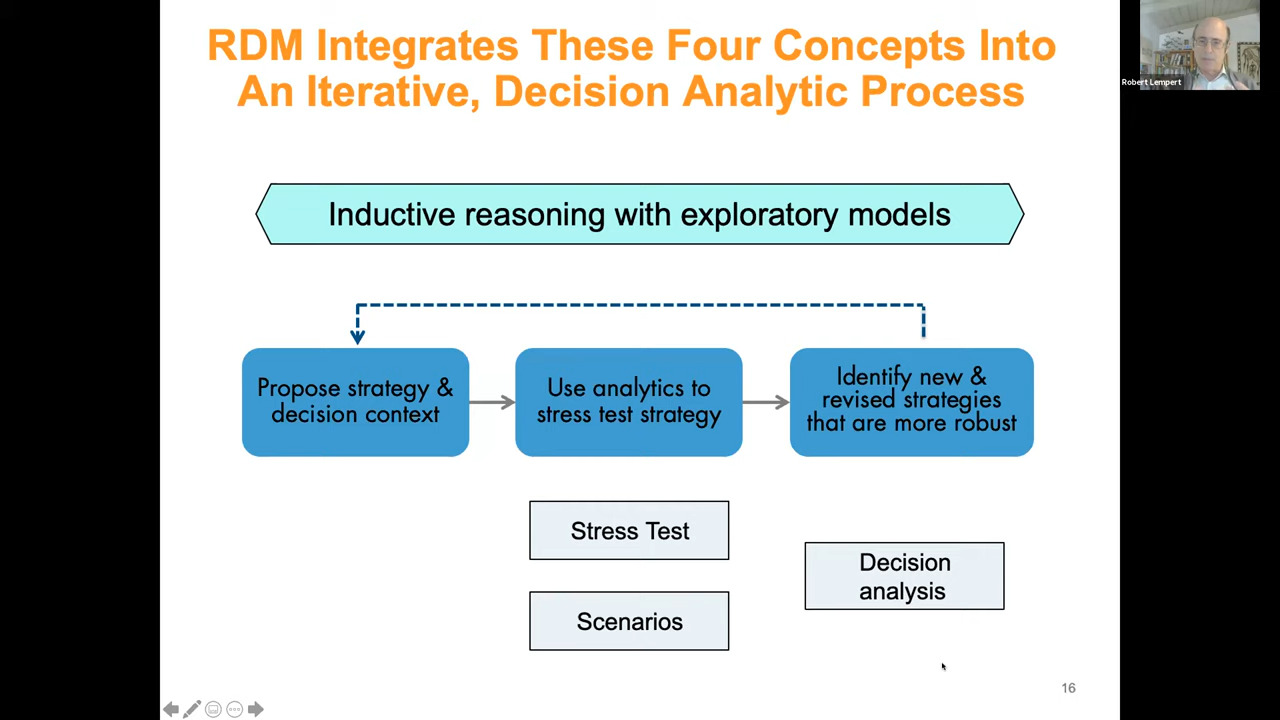 RDM Integrates These Four Concepts Into
An Iterative, Decision Analytic Process
Robert Lempert
Inductive reasoning with exploratory models
Propose strategy &
decision context
Use analytics to
stress test strategy
Identify new &
revised strategies
that are more robust
Stress Test
Scenarios
Decision
analysis
16